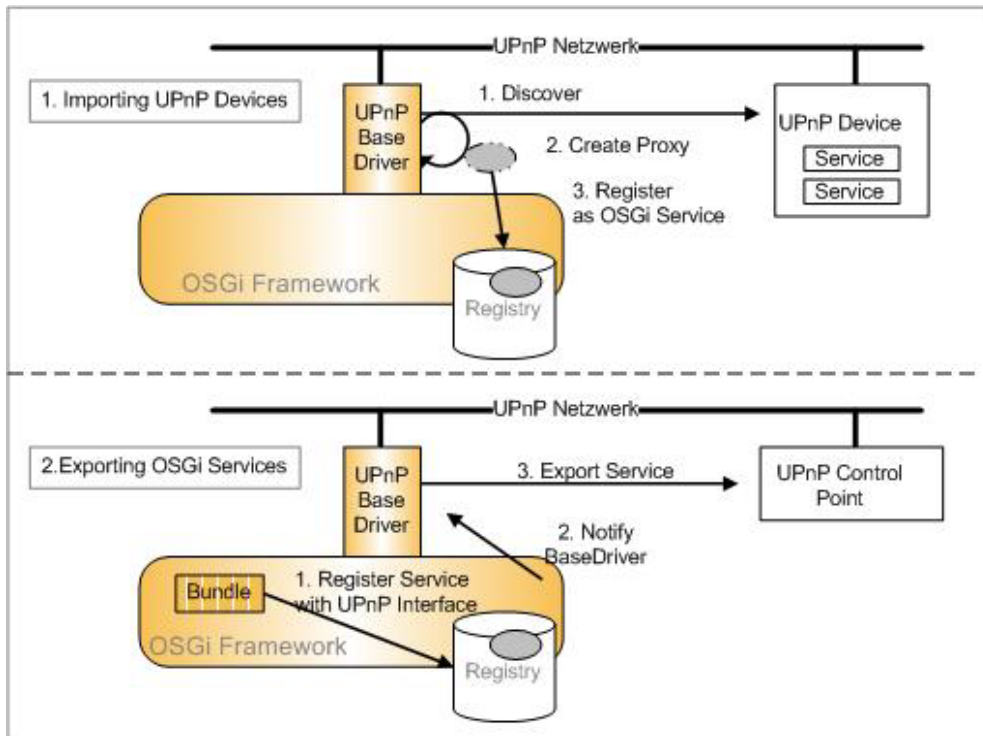 UPnP Netzwerk
1. Importing UPnP Devices
UPnP
Base
Driver
1. Discover
2. Create Proxy
3. Register
as OSGi Service
UPnP Device
Service
Service
OSGi Framework
Registry
UPnP Netzwerk
2.Exporting OSGi Services
UPnP
Base
Driver
3. Export Service
UPnP Control
Point
2. Notify
BaseDriver
Bundle
1. Register Service
with UPnP Interface
OSGi Framework
Registry